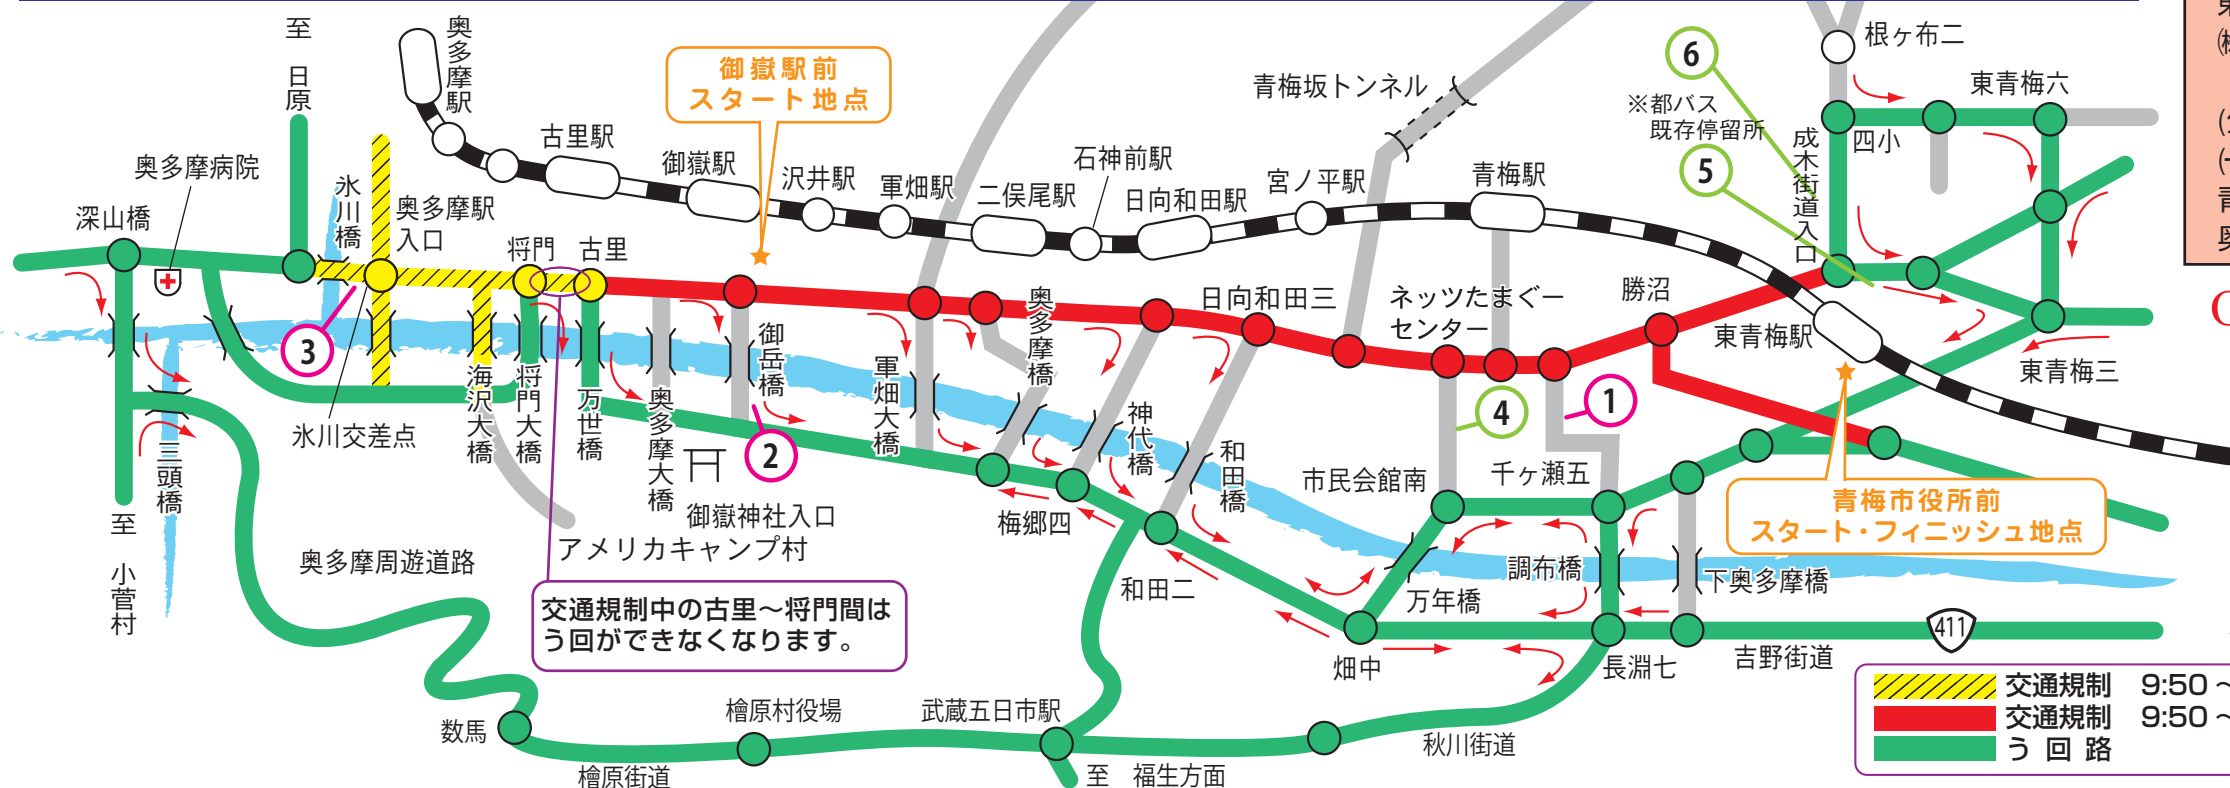 至 日原
奥多摩駅
古里駅
御嶽駅前
スタート地点
御嶽駅
沢井駅
軍畑駅
二俣尾駅
石神前駅
日向和田駅
宮ノ平駅
青梅坂トンネル
青梅駅
6
※都バス
既存停留所
5
根ヶ布二
東青梅六
四小
成木街道入口
奥多摩病院
深山橋
氷川橋
奥多摩駅
入口
将門
古里
3
氷川交差点
海沢大橋
将門大橋
万世橋
奥多摩大橋
御岳橋
2
御嶽神社入口
アメリカキャンプ村
軍畑大橋
奥多摩橋
神代橋
日向和田三
和田橋
ネッツたまぐー
センター
勝沼
東青梅駅
東青梅三
4
1
三頭橋
至 小菅村
奥多摩周遊道路
交通規制中の古里〜将門間は
う回ができなくなります。
梅郷四
和田二
市民会館南
千ヶ瀬五
青梅市役所前
スタート・フィニッシュ地点
調布橋
万年橋
下奥多摩橋
畑中
長淵七
吉野街道
411
数馬
檜原村役場
武蔵五日市駅
檜原街道
至 福生方面
秋川街道
交通規制 9:50〜
交通規制 9:50〜
う回路